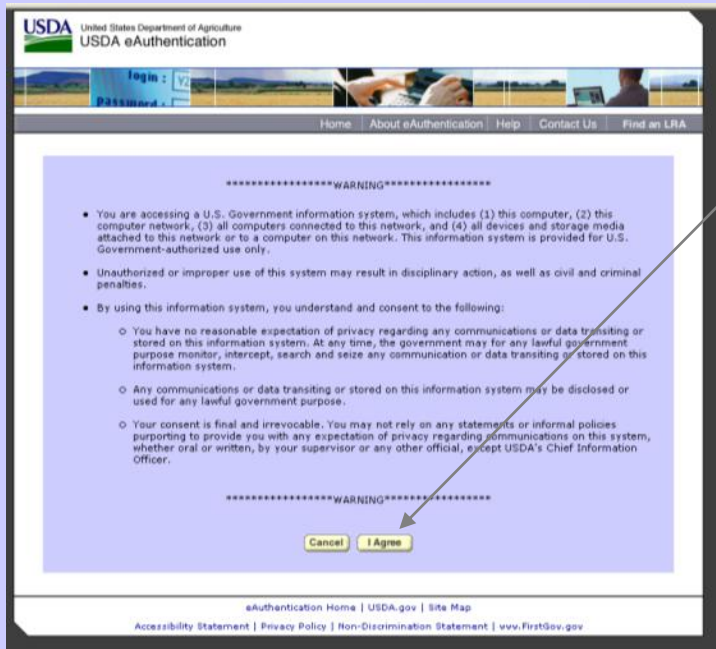 USDA United States Department of Agriculture
USDA eAuthentication
login : Y2
password :
Home About eAuthentication Help Contact Us Find an LRA
*****************WARNING*****************
• You are accessing a U.S. Government information system, which includes (1) this computer, (2) this
computer network, (3) all computers connected to this network, and (4) all devices and storage media
attached to this network or to a computer on this network. This information system is provided for U.S.
Government-authorized use only.
• Unauthorized or improper use of this system may result in disciplinary action, as well as civil and criminal
penalties.
• By using this information system, you understand and consent to the following:
o You have no reasonable expectation of privacy regarding any communications or data transiting or
stored on this information system. At any time, the government may for any lawful government
purpose monitor, intercept, search and seize any communication or data transiting or stored on this
information system.
o Any communications or data transiting or stored on this information system may be disclosed or
used for any lawful government purpose.
o Your consent is final and irrevocable. You may not rely on any statements or informal policies
purporting to provide you with any expectation of privacy regarding communications on this system,
whether oral or written, by your supervisor or any other official, except USDA's Chief Information
Officer.
*****************WARNING*****************
Cancel I Agree
eAuthentication Home | USDA.gov | Site Map
Accessibility Statement | Privacy Policy | Non-Discrimination Statement | www.FirstGov.gov